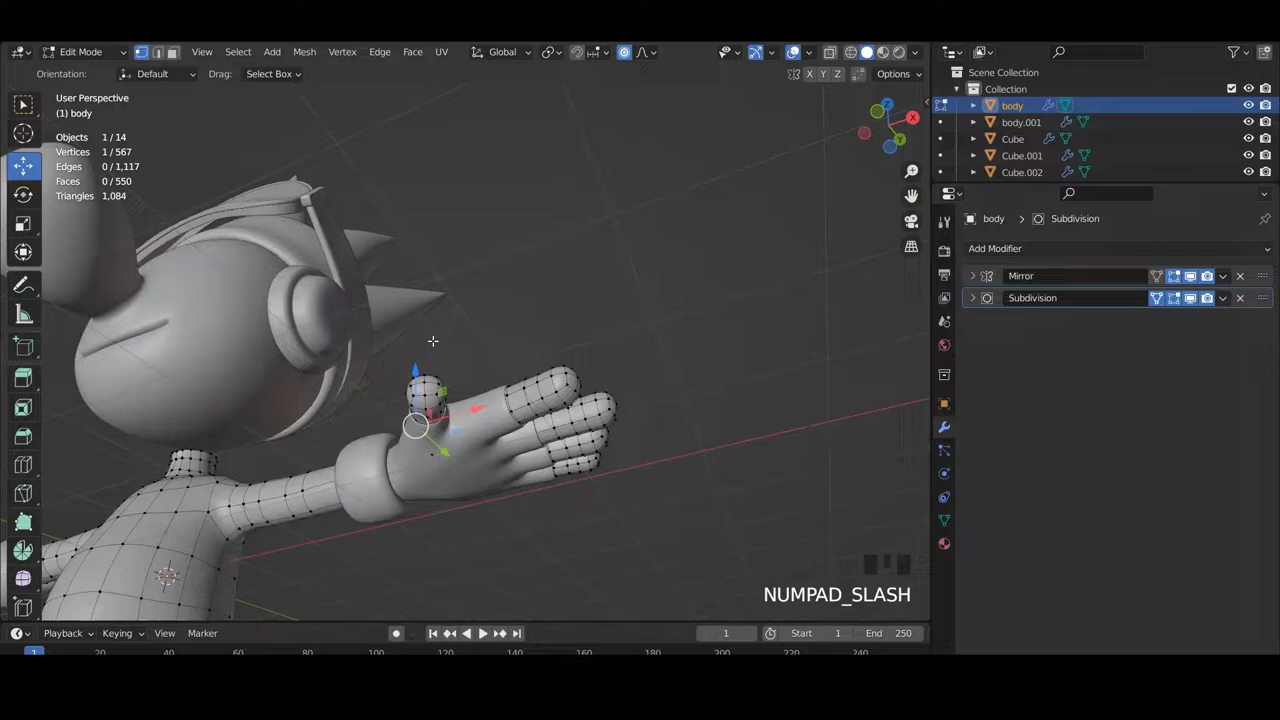 Edit Mode View Select Add Mesh Vertex Edge Face UV Global
Orientation: Default Drag: Select Box X Y Z Options
User Perspective
(1) body
Objects 1 / 14
Vertices 1 / 567
Edges 0 / 1,117
Faces 0 / 550
Triangles 1,084
Z
X
Y
Scene Collection
Collection
body
body.001
Cube
Cube.001
Cube.002
body Subdivision
Add Modifier
Mirror
Subdivision
NUMPAD_SLASH
Playback Keying View Marker 1 Start 1 End 250
1 20 40 60 80 100 120 140 160 180 200 220 240